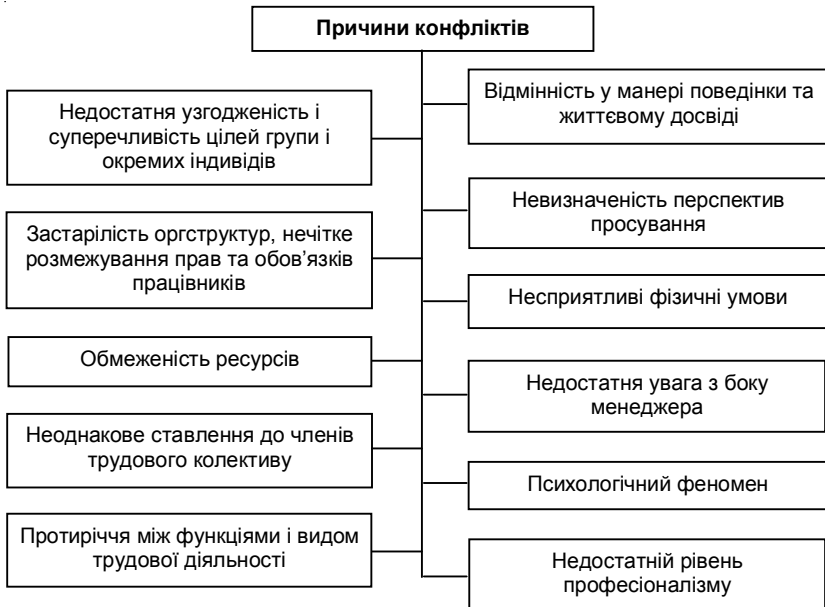 Причини конфліктів
Недостатня узгодженість і
суперечливість цілей групи і
окремих індивідів
Застарілість оргструктур, нечітке
розмежування прав та обов’язків
працівників
Обмеженість ресурсів
Неоднакове ставлення до членів
трудового колективу
Протиріччя між функціями і видом
трудової діяльності
Відмінність у манері поведінки та
життєвому досвіді
Невизначеність перспектив
просування
Несприятливі фізичні умови
Недостатня увага з боку
менеджера
Психологічний феномен
Недостатній рівень
професіоналізму